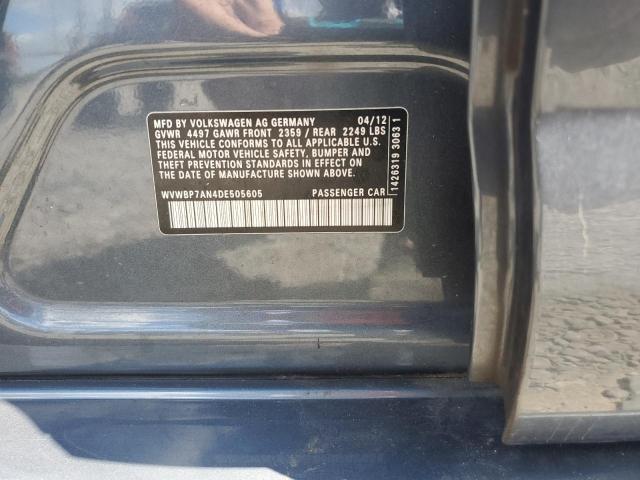 MFD BY VOLKSWAGEN AG GERMANY 04/12
GVWR 4497 GAWR FRONT 2359 / REAR 2249 LBS
THIS VEHICLE CONFORMS TO ALL APPLICABLE U.S.
FEDERAL MOTOR VEHICLE SAFETY, BUMPER AND
THEFT PREVENTION STANDARDS IN EFFECT ON THE
DATE OF MANUFACTURE SHOWN ABOVE.
WVWBP7AN4DE505605 PASSENGER CAR
1426319 3063 1